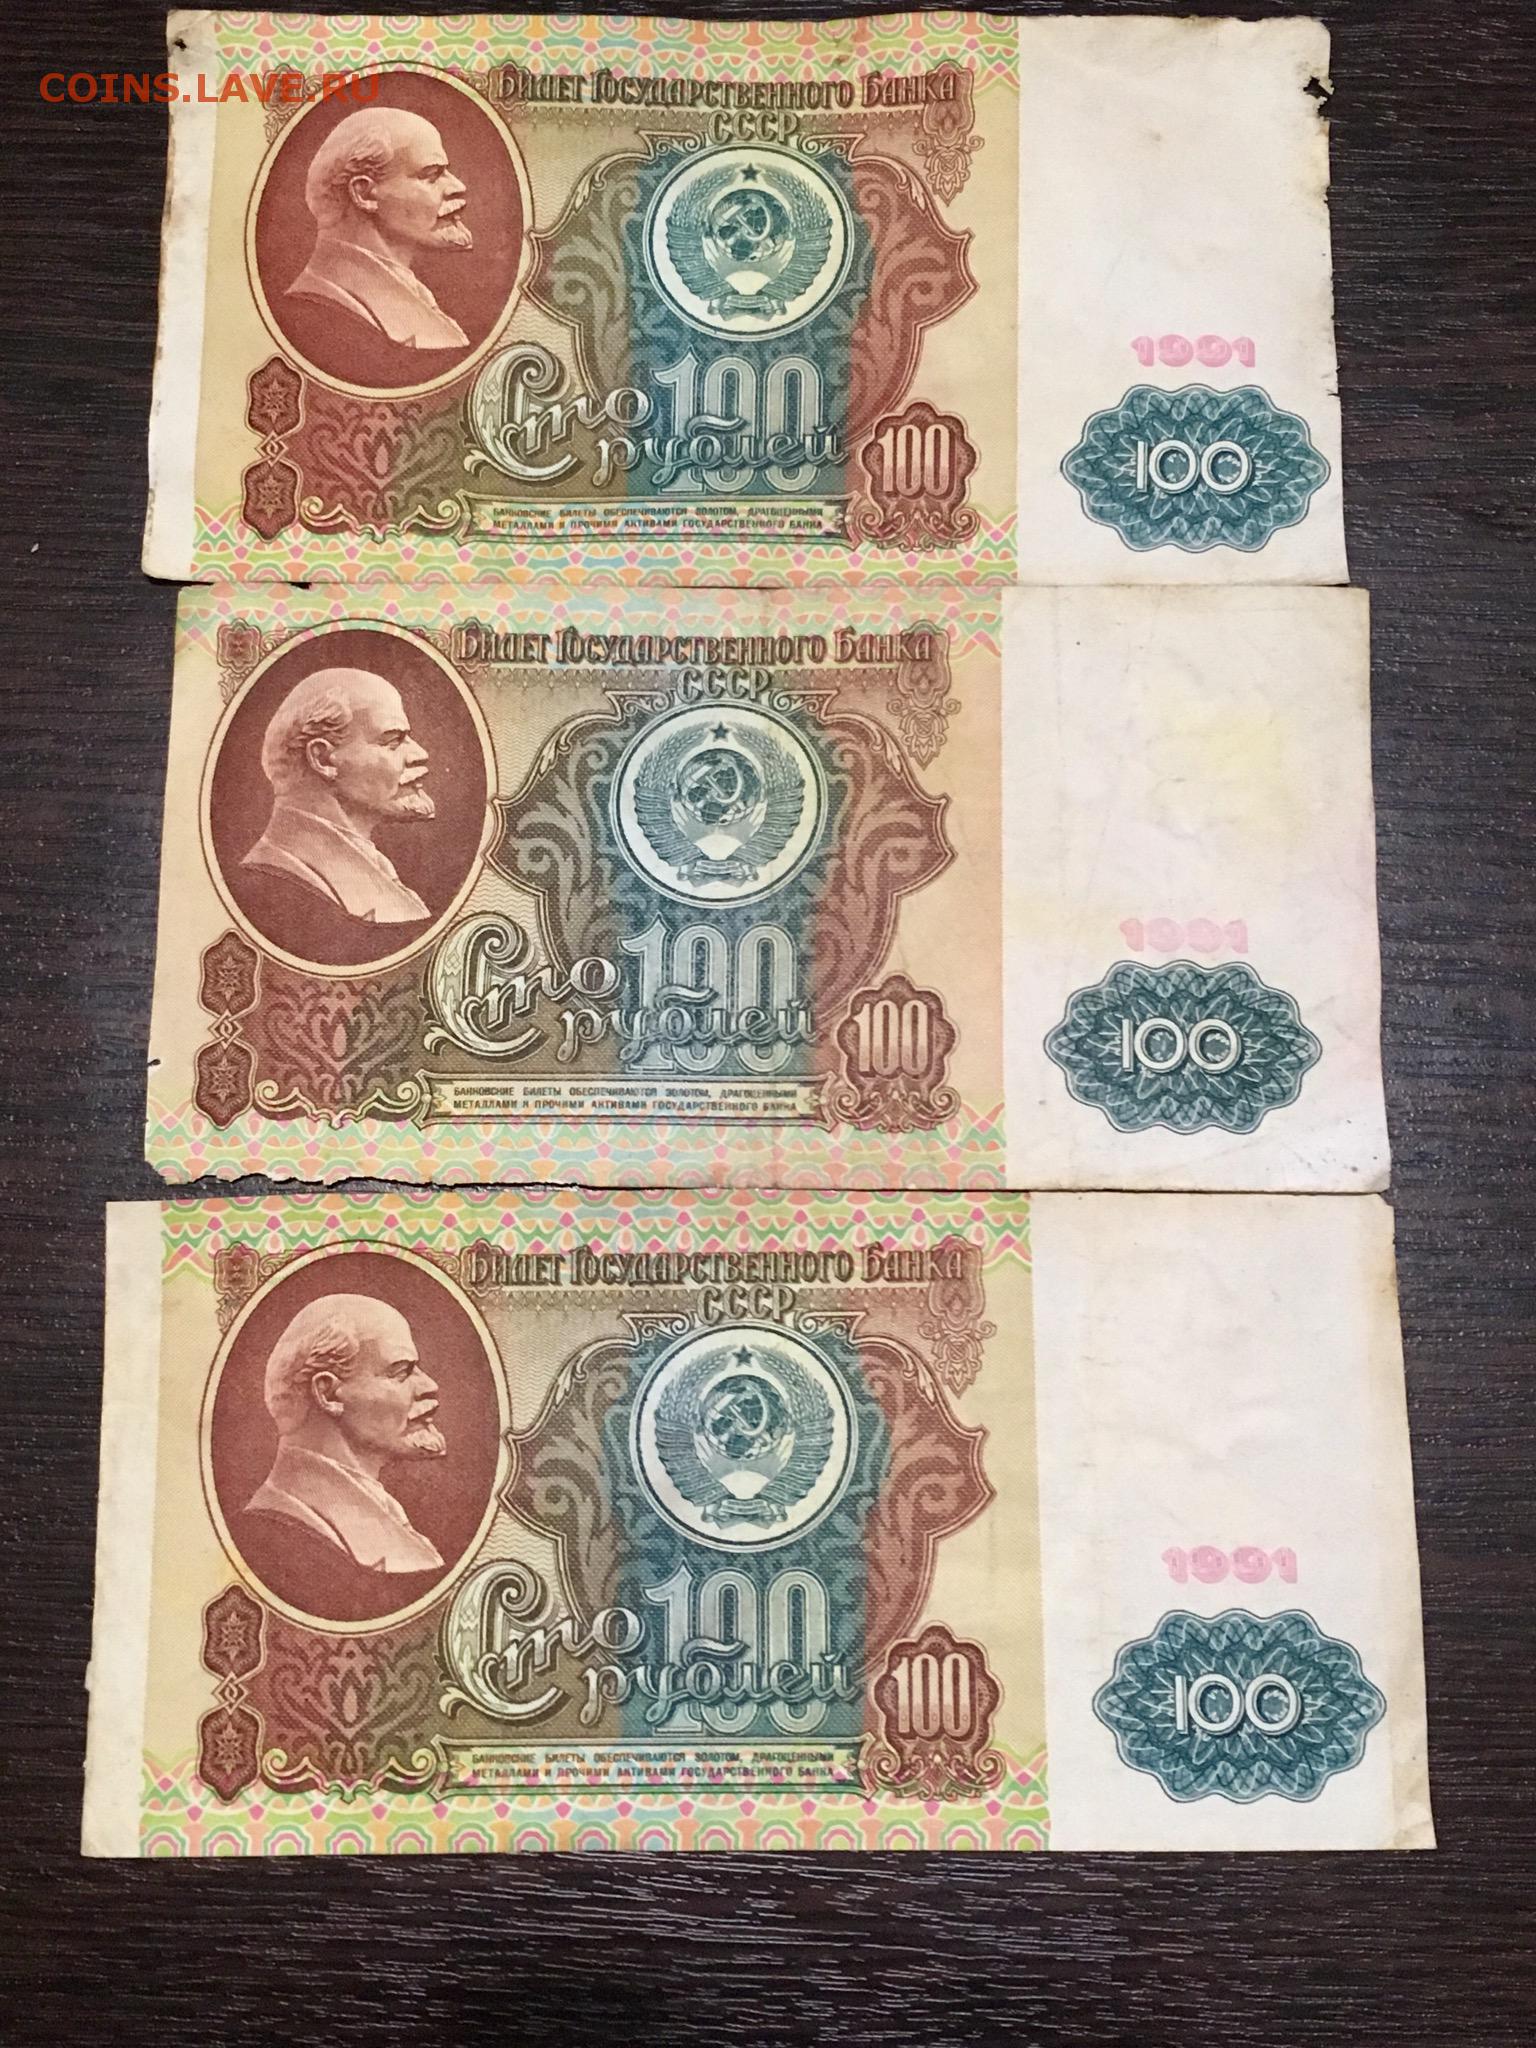 COINS.LAVE.RU
Билет Государственного Банка
СССР
1991
100
Сто
рублей
100
100
БАНКОВСКИЕ БИЛЕТЫ ОБЕСПЕЧИВАЮТСЯ ЗОЛОТОМ, ДРАГОЦЕННЫМИ
МЕТАЛЛАМИ И ПРОЧИМИ АКТИВАМИ ГОСУДАРСТВЕННОГО БАНКА
Билет Государственного Банка
СССР
1991
100
Сто
рублей
100
100
БАНКОВСКИЕ БИЛЕТЫ ОБЕСПЕЧИВАЮТСЯ ЗОЛОТОМ, ДРАГОЦЕННЫМИ
МЕТАЛЛАМИ И ПРОЧИМИ АКТИВАМИ ГОСУДАРСТВЕННОГО БАНКА
Билет Государственного Банка
СССР
1991
100
Сто
рублей
100
100
БАНКОВСКИЕ БИЛЕТЫ ОБЕСПЕЧИВАЮТСЯ ЗОЛОТОМ, ДРАГОЦЕННЫМИ
МЕТАЛЛАМИ И ПРОЧИМИ АКТИВАМИ ГОСУДАРСТВЕННОГО БАНКА